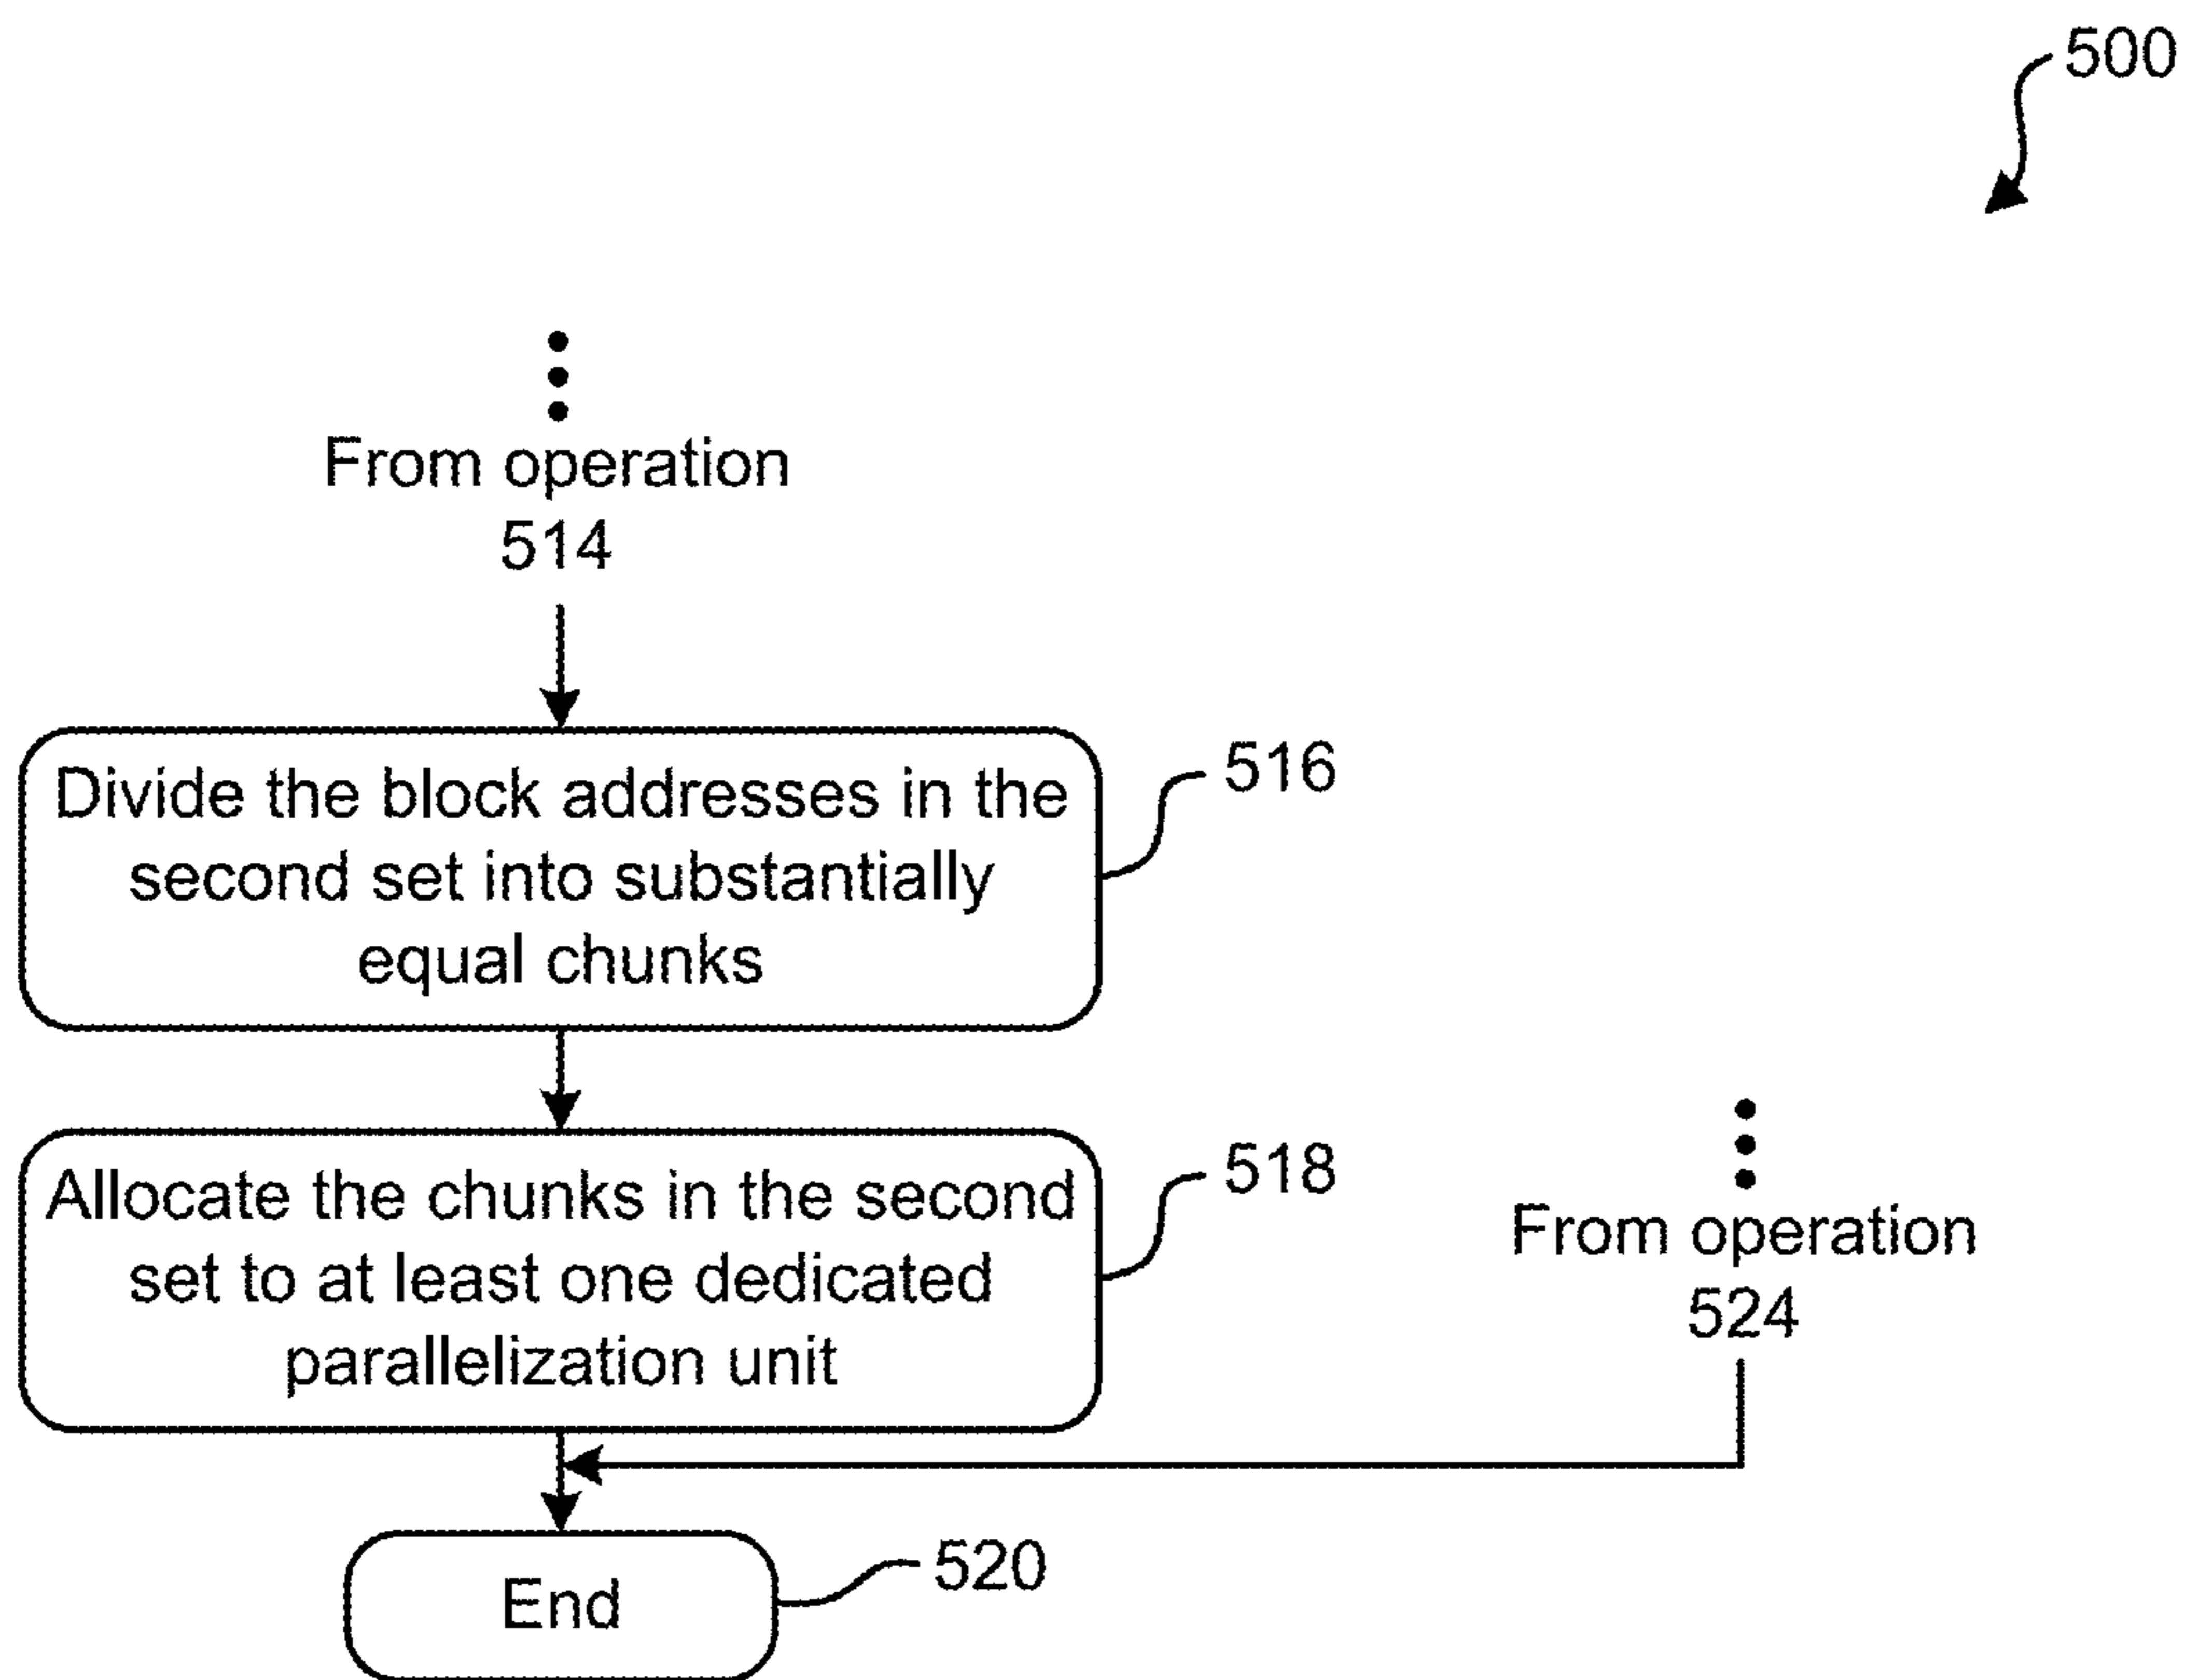 500
From operation
514
Divide the block addresses in the
second set into substantially
equal chunks
516
Allocate the chunks in the second
set to at least one dedicated
parallelization unit
518
From operation
524
End
520